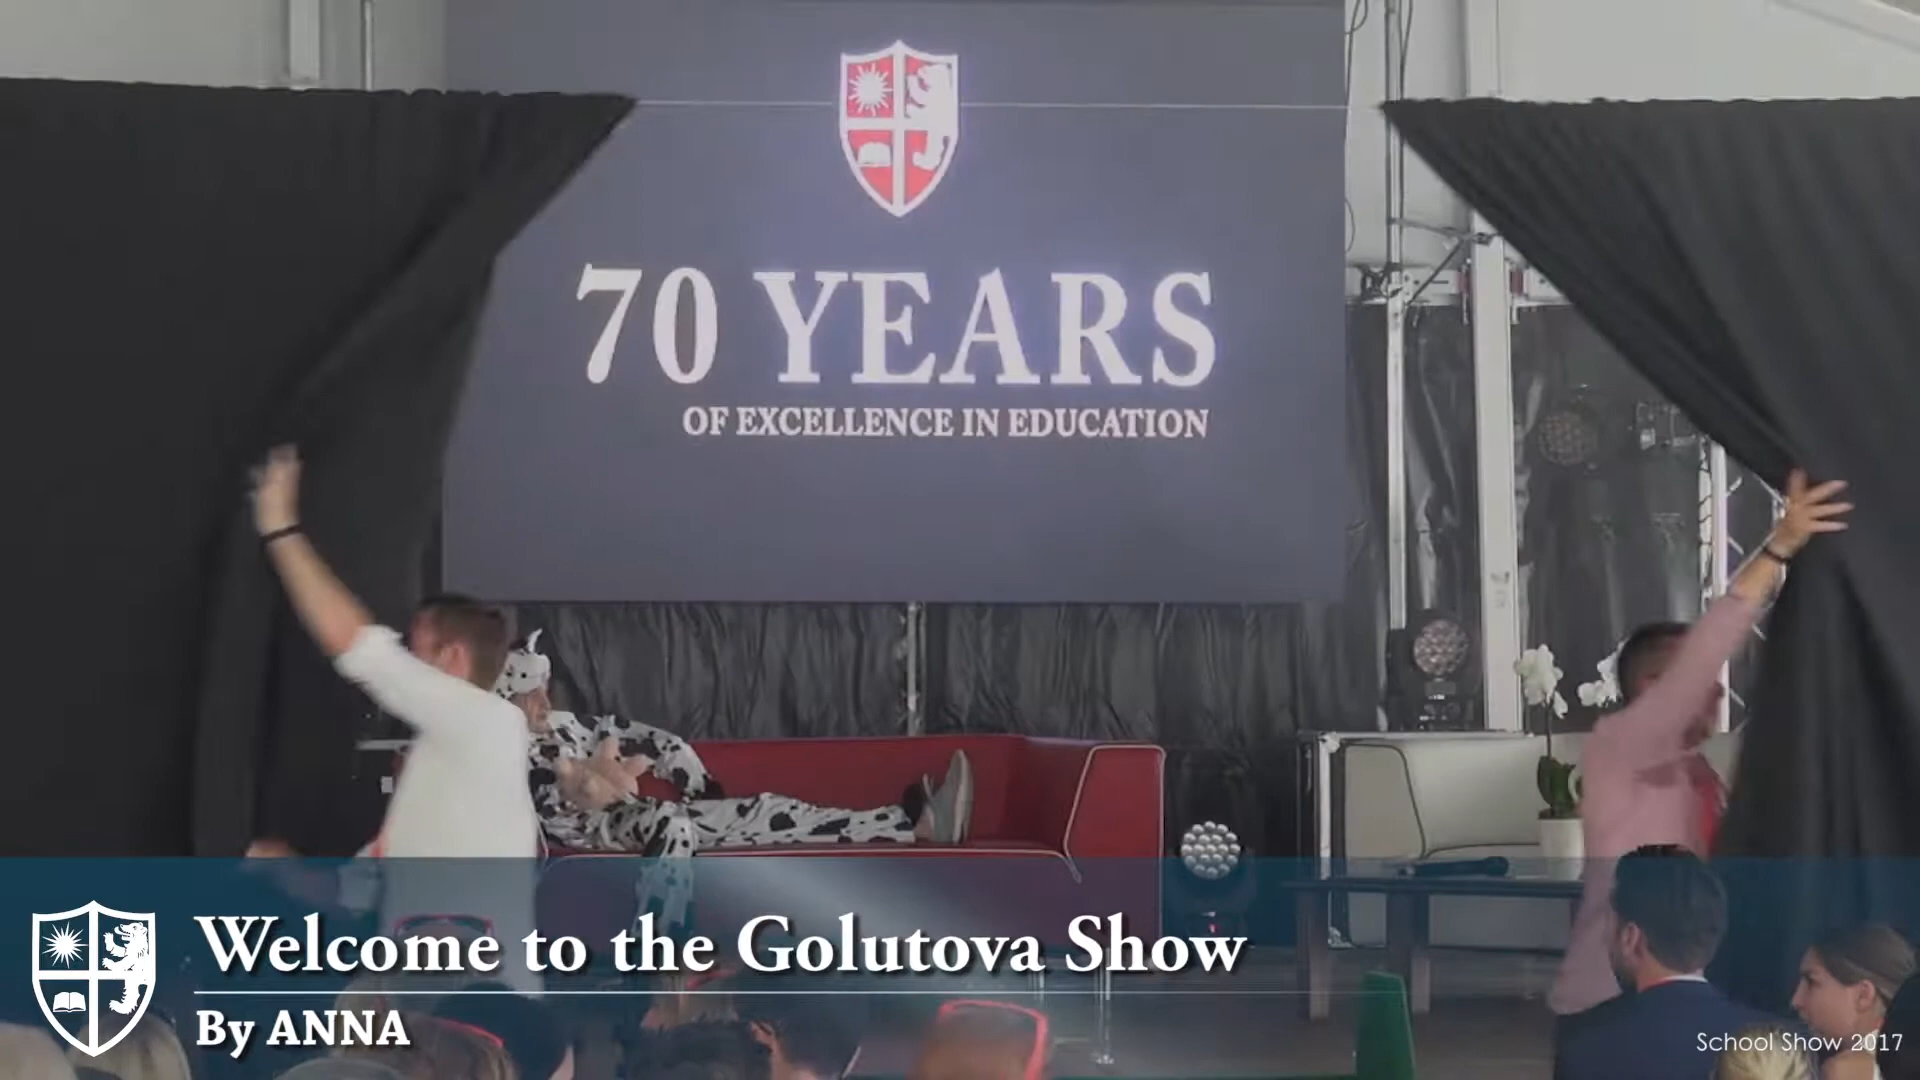 70 YEARS
OF EXCELLENCE IN EDUCATION
Welcome to the Golutova Show
By ANNA
School Show 2017